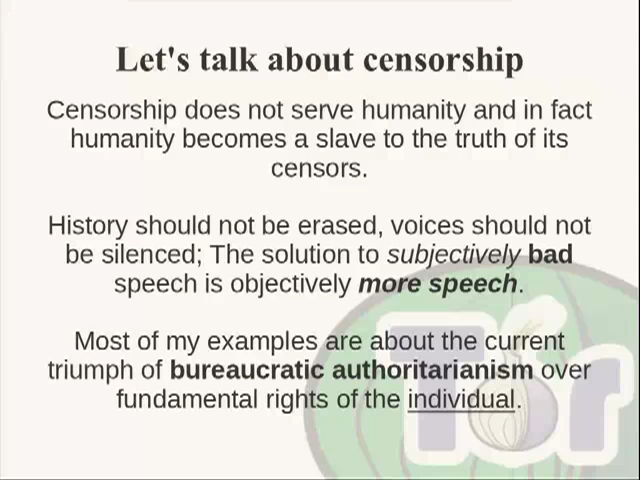 Let's talk about censorship
Censorship does not serve humanity and in fact
humanity becomes a slave to the truth of its
censors.
History should not be erased, voices should not
be silenced; The solution to subjectively bad
speech is objectively more speech.
Most of my examples are about the current
triumph of bureaucratic authoritarianism over
fundamental rights of the individual.
Tor